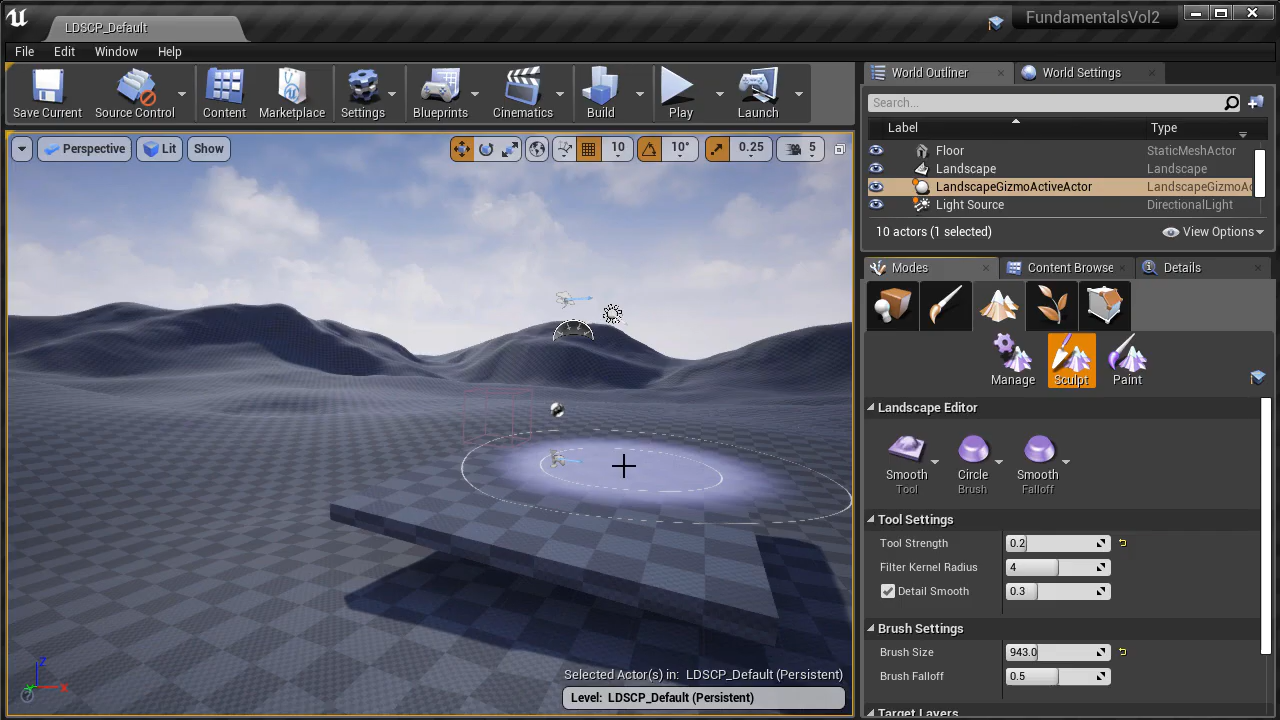 LDSCP_Default
FundamentalsVol2
File Edit Window Help
World Outliner
World Settings
Save Current
Source Control
Content
Marketplace
Settings
Blueprints
Cinematics
Build
Play
Launch
Search...
Label Type
Floor StaticMeshActor
Landscape Landscape
LandscapeGizmoActiveActor LandscapeGizmoAc
Light Source DirectionalLight
10 actors (1 selected)
View Options
Perspective Lit Show
10 10° 0.25 5
Modes
Content Browse
Details
Manage Sculpt Paint
Landscape Editor
Smooth Circle Smooth
Tool Brush Falloff
Tool Settings
Tool Strength 0.2
Filter Kernel Radius 4
Detail Smooth 0.3
Brush Settings
Brush Size 943.0
Brush Falloff 0.5
Target Layers
Z
X
Selected Actor(s) in: LDSCP_Default (Persistent)
Level: LDSCP_Default (Persistent)